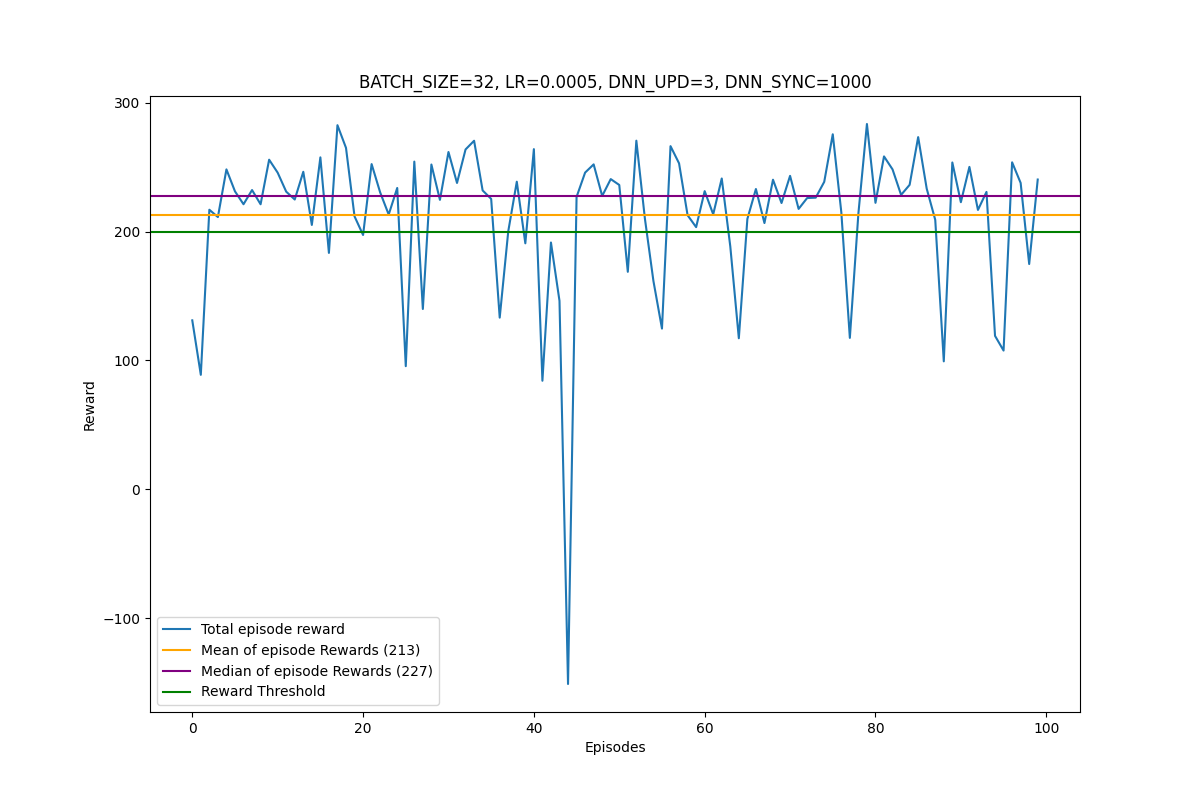 BATCH_SIZE=32, LR=0.0005, DNN_UPD=3, DNN_SYNC=1000
300
200
100
0
−100
Reward
Total episode reward
Mean of episode Rewards (213)
Median of episode Rewards (227)
Reward Threshold
0 20 40 60 80 100
Episodes